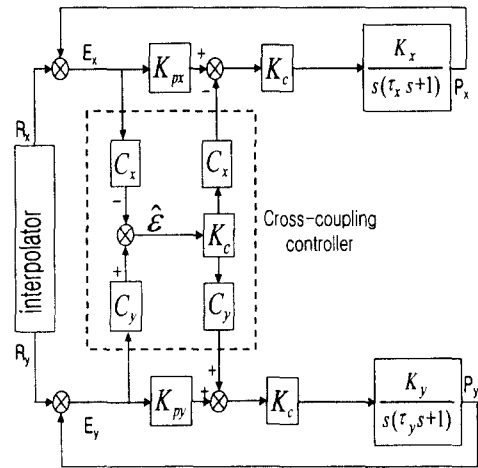 E_x
K_px
+
−
K_c
K_x
s(τ_x s+1)
P_x
R_x
C_x
C_x
−
ε̂
K_c
Cross-coupling
controller
interpolator
+
C_y
C_y
R_y
+
+
E_y
K_py
K_c
K_y
s(τ_y s+1)
P_y